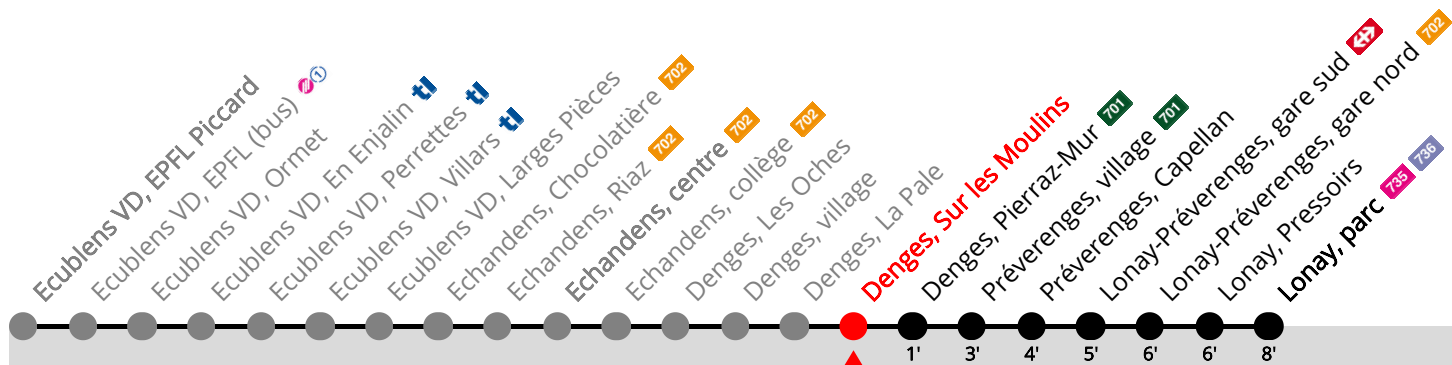 Ecublens VD, EPFL Piccard
Ecublens VD, EPFL (bus) m 1
Ecublens VD, Ormet
Ecublens VD, En Enjalin tl
Ecublens VD, Perrettes tl
Ecublens VD, Villars tl
Ecublens VD, Larges Pièces
Echandens, Chocolatière 702
Echandens, Riaz 702
Echandens, centre 702
Echandens, collège 702
Denges, Les Oches
Denges, village
Denges, La Pale
Denges, Sur les Moulins
Denges, Pierraz-Mur 701
Préverenges, village 701
Préverenges, Capellan
Lonay-Préverenges, gare sud
Lonay-Préverenges, gare nord 702
Lonay, Pressoirs
Lonay, parc 735 736
1' 3' 4' 5' 6' 6' 8'